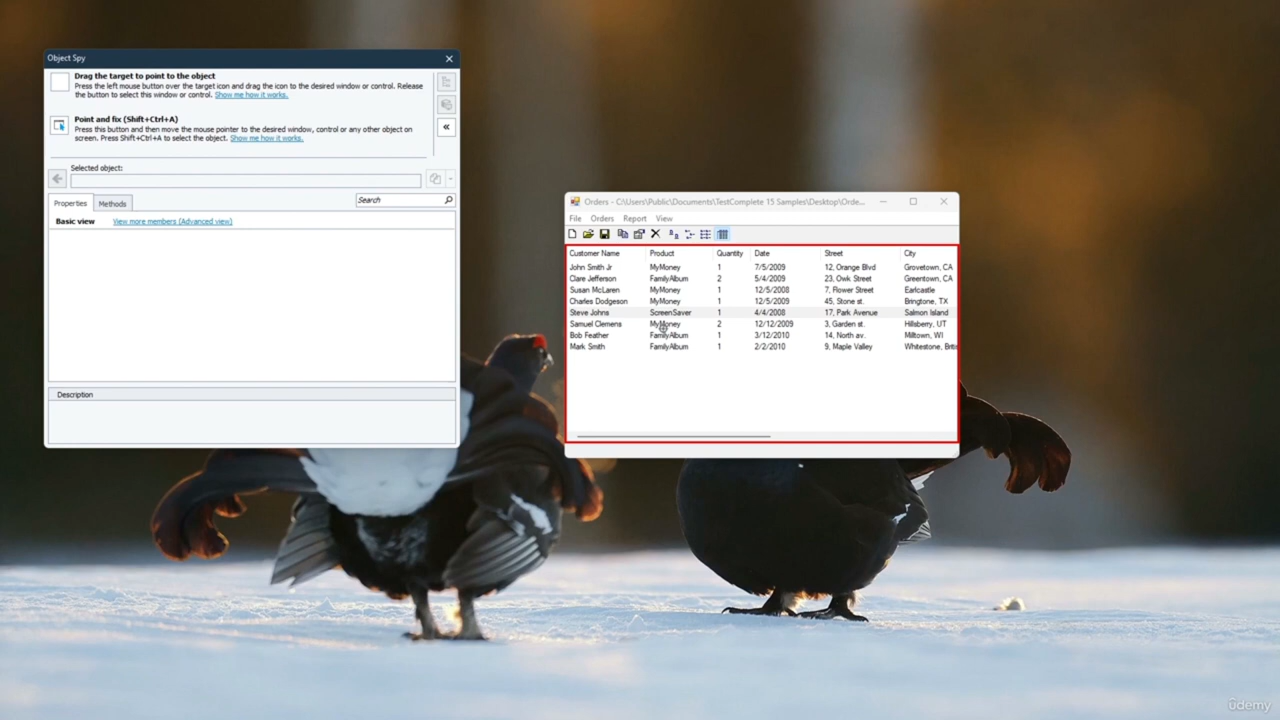 Object Spy
Drag the target to point to the object
Press the left mouse button over the target icon and drag the icon to the desired window or control. Release
the button to select this window or control. Show me how it works.
Point and fix (Shift+Ctrl+A)
Press this button and then move the mouse pointer to the desired window, control or any other object on
screen. Press Shift+Ctrl+A to select the object. Show me how it works.
Selected object:
Properties Methods Search
Basic view View more members (Advanced view)
Description
Orders - C:\Users\Public\Documents\TestComplete 15 Samples\Desktop\Orde...
File Orders Report View
Customer Name Product Quantity Date Street City
John Smith Jr MyMoney 1 7/5/2009 12, Orange Blvd Grovetown, CA
Clare Jefferson FamilyAlbum 2 5/4/2009 23, Owk Street Greentown, CA
Susan McLaren MyMoney 1 12/5/2008 7, Flower Street Earlcastle
Charles Dodgeson MyMoney 1 12/5/2009 45, Stone st. Bringtone, TX
Steve Johns ScreenSaver 1 4/4/2008 17, Park Avenue Salmon Island
Samuel Clemens MyMoney 2 12/12/2009 3, Garden st. Hillsberry, UT
Bob Feather FamilyAlbum 1 3/12/2010 14, North av. Milltown, WI
Mark Smith FamilyAlbum 1 2/2/2010 9, Maple Valley Whitestone, Briti
ûdemy